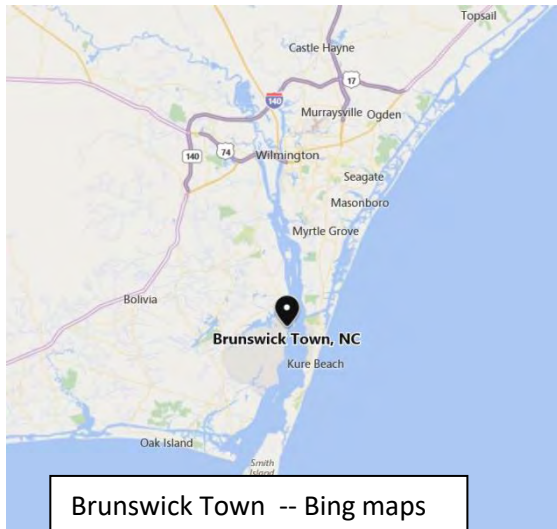 Topsail
Castle Hayne
17
140
Murraysville Ogden
140
74
Wilmington
Seagate
Masonboro
Myrtle Grove
Bolivia
Brunswick Town, NC
Kure Beach
Oak Island
Smith
Island
Brunswick Town -- Bing maps